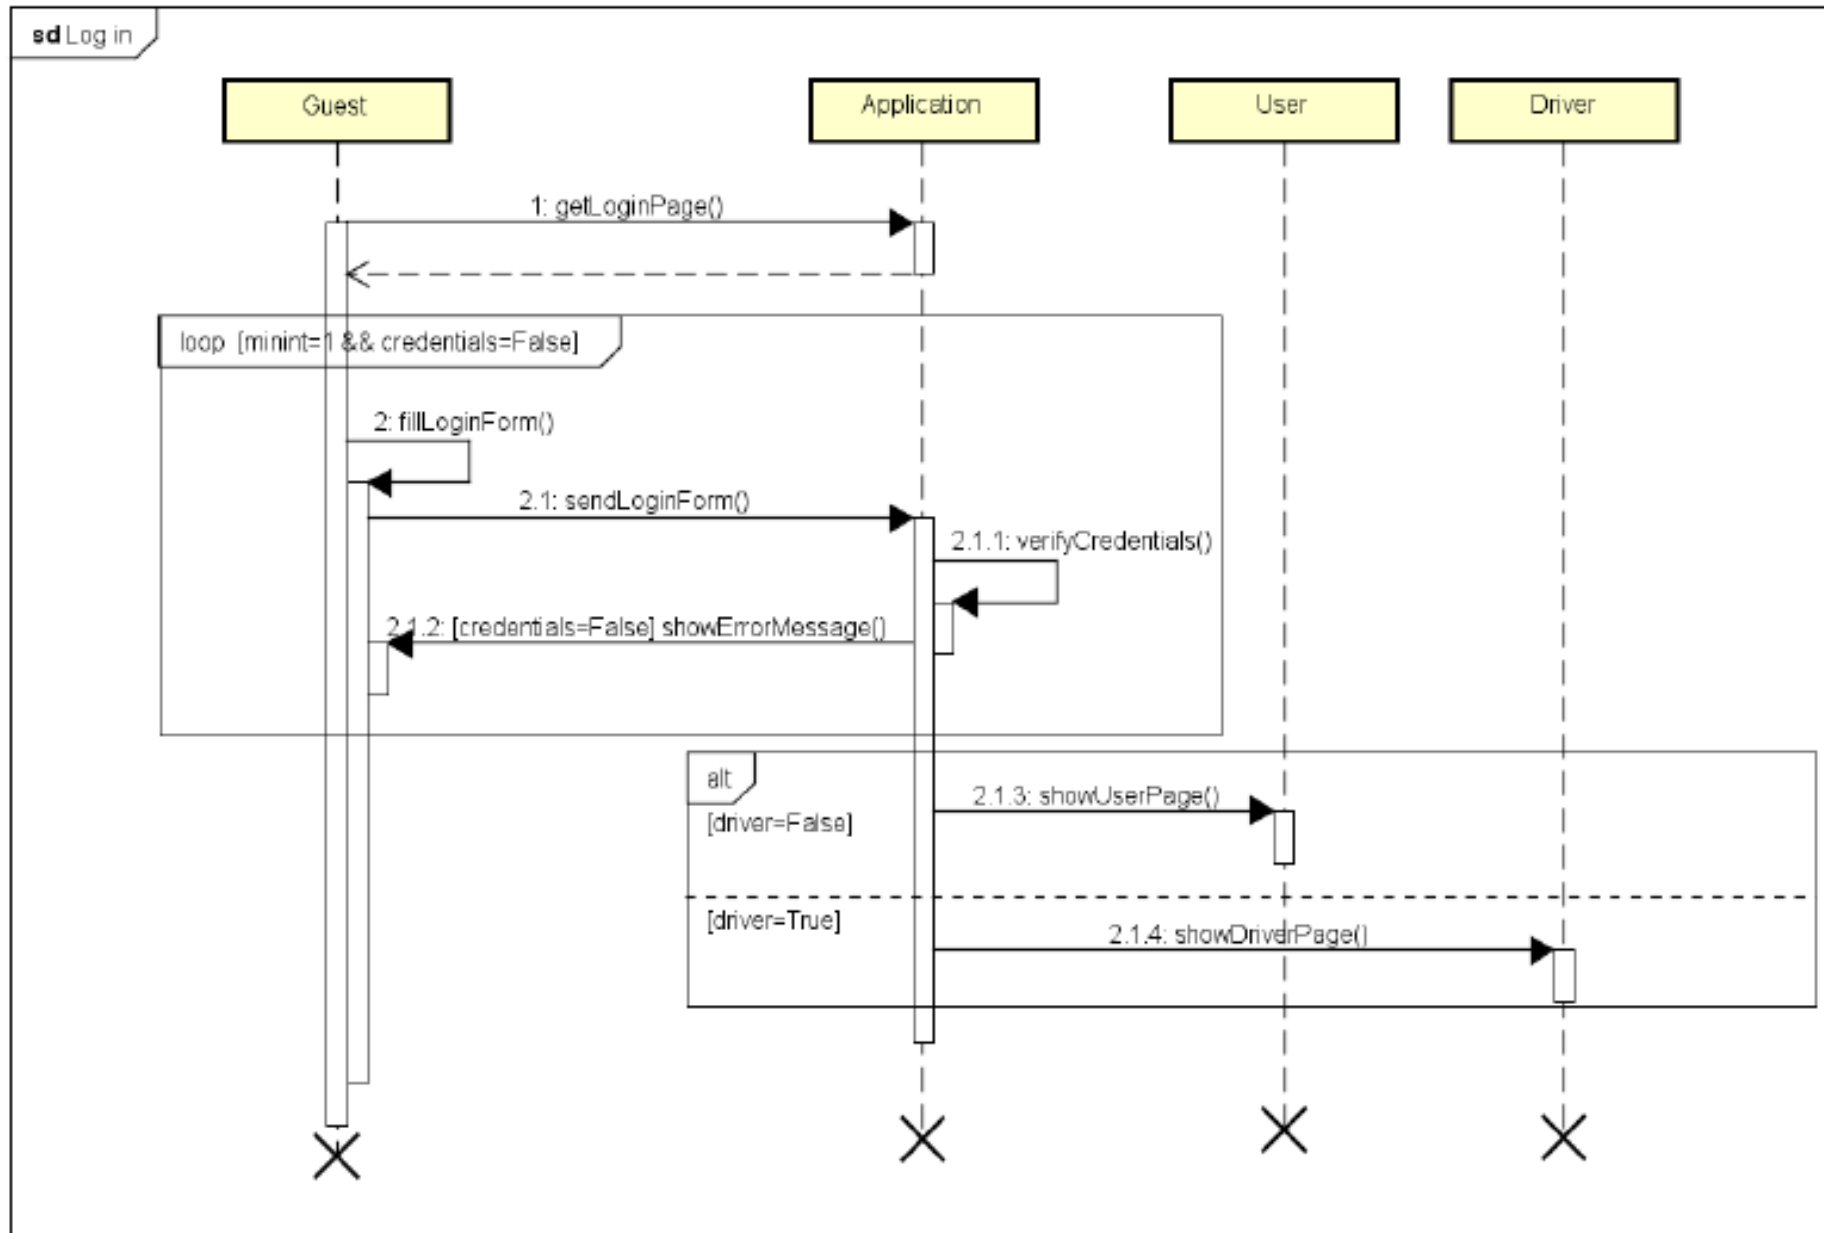 sd Log in
Guest
Application
User
Driver
1: getLoginPage()
loop [minint=1 && credentials=False]
2: fillLoginForm()
2.1: sendLoginForm()
2.1.1: verifyCredentials()
2.1.2: [credentials=False] showErrorMessage()
alt
2.1.3: showUserPage()
[driver=False]
[driver=True]
2.1.4: showDriverPage()